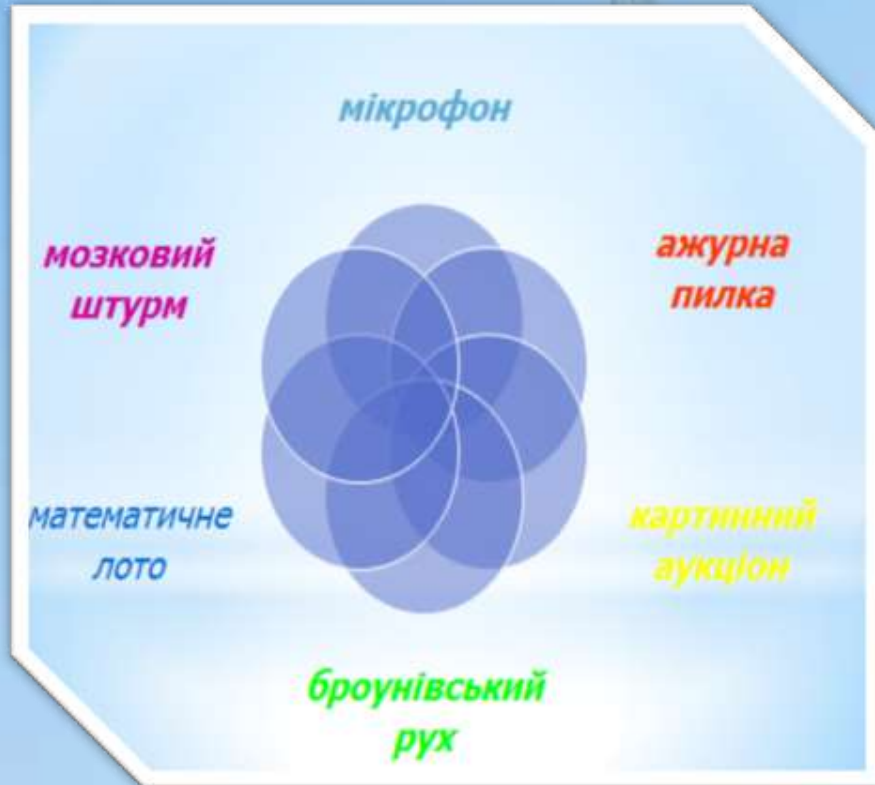 мікрофон
мозковий
штурм
ажурна
пилка
математичне
лото
картинний
аукціон
броунівський
рух